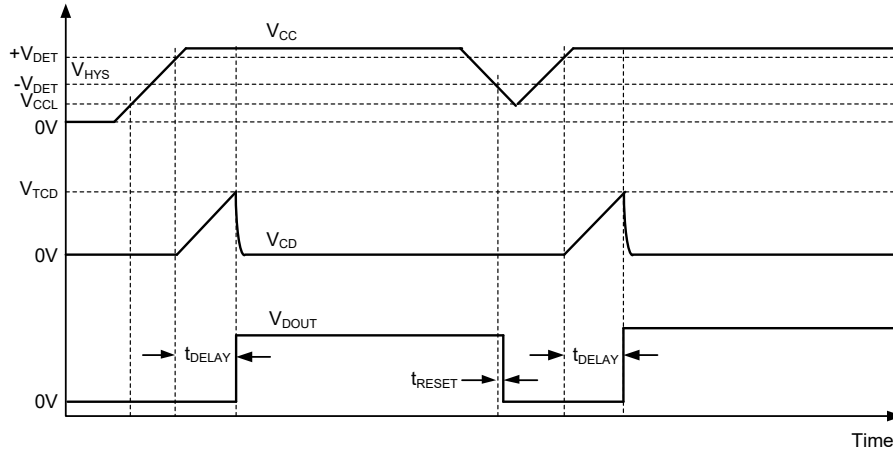 V_CC
+V_DET
V_HYS
-V_DET
V_CCL
0V
V_TCD
0V
V_CD
V_DOUT
t_DELAY
t_RESET
t_DELAY
0V
Time